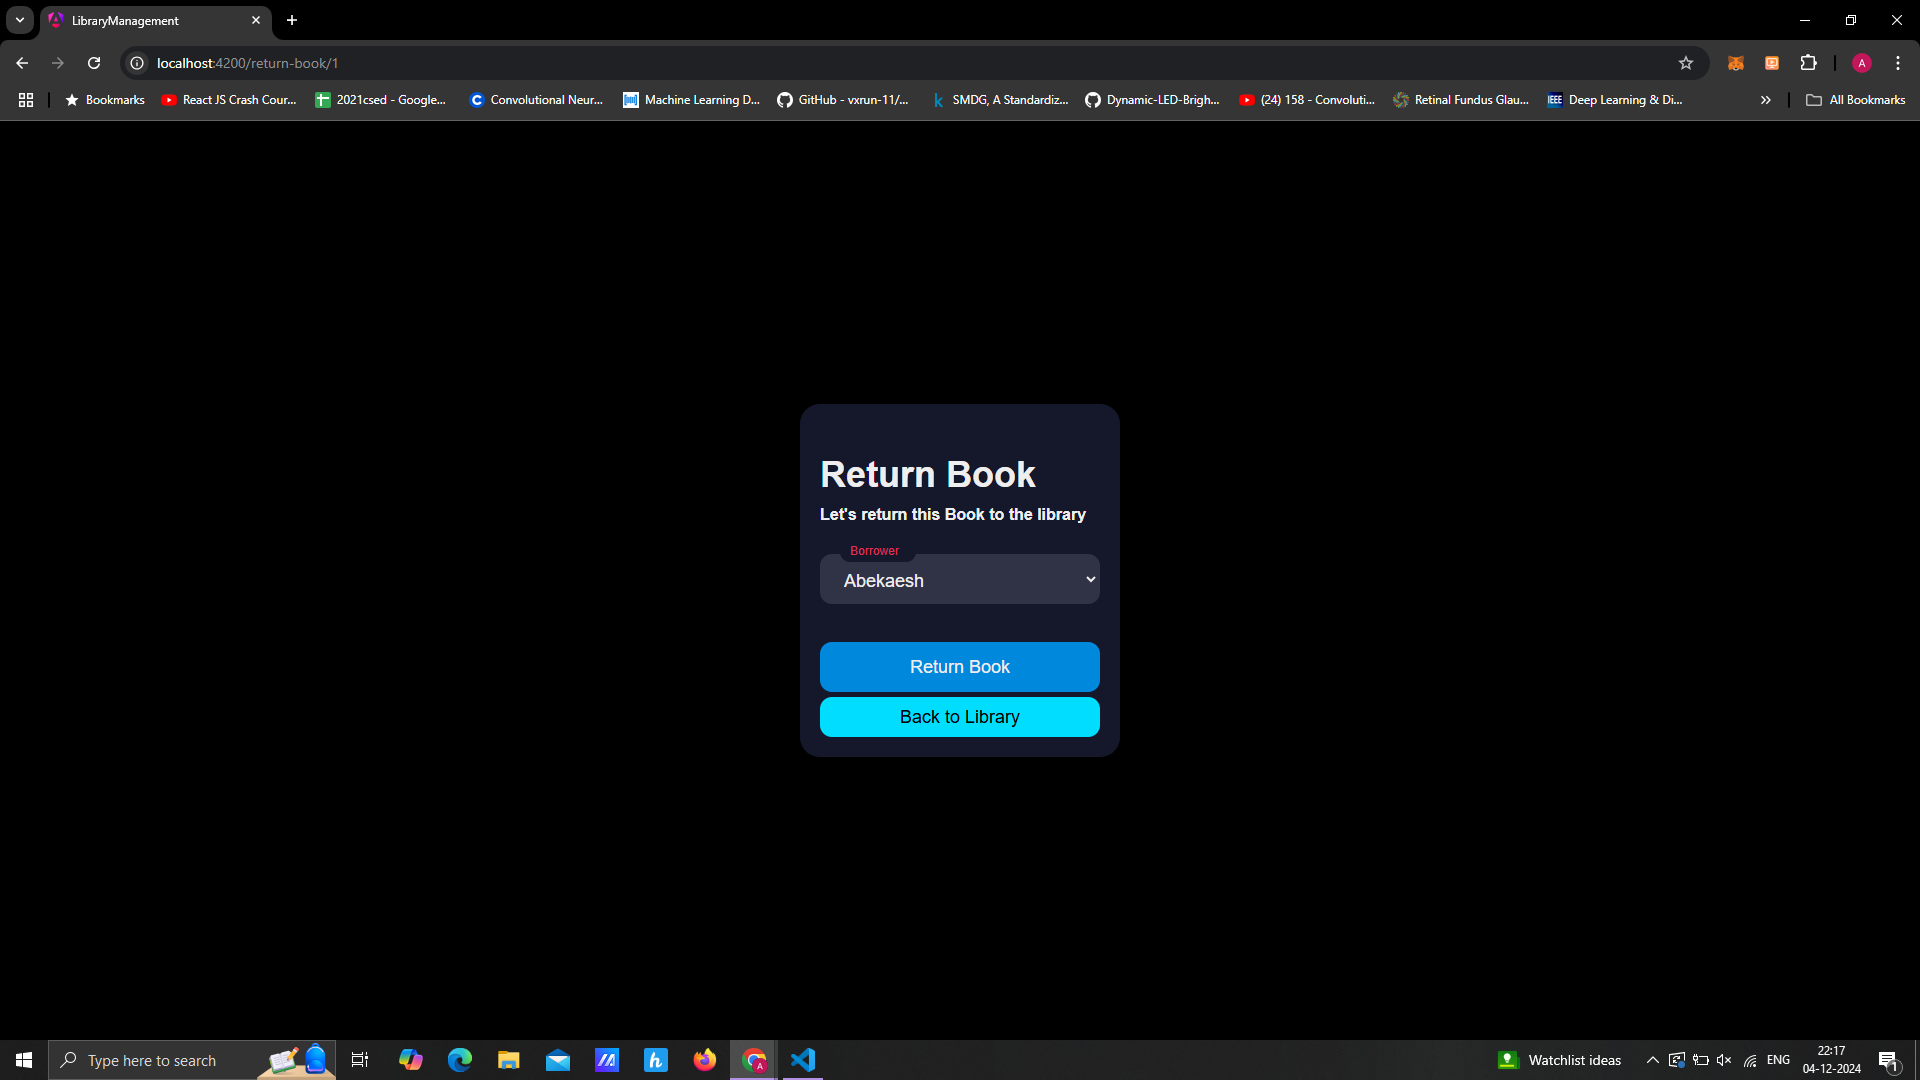 LibraryManagement
localhost:4200/return-book/1
Bookmarks
React JS Crash Cour...
2021csed - Google...
Convolutional Neur...
Machine Learning D...
GitHub - vxrun-11/...
SMDG, A Standardiz...
Dynamic-LED-Brigh...
(24) 158 - Convoluti...
Retinal Fundus Glau...
IEEE
Deep Learning & Di...
All Bookmarks
A
Return Book
Let's return this Book to the library
Borrower
Abekaesh
Return Book
Back to Library
Type here to search
Watchlist ideas
ENG
22:17
04-12-2024
1